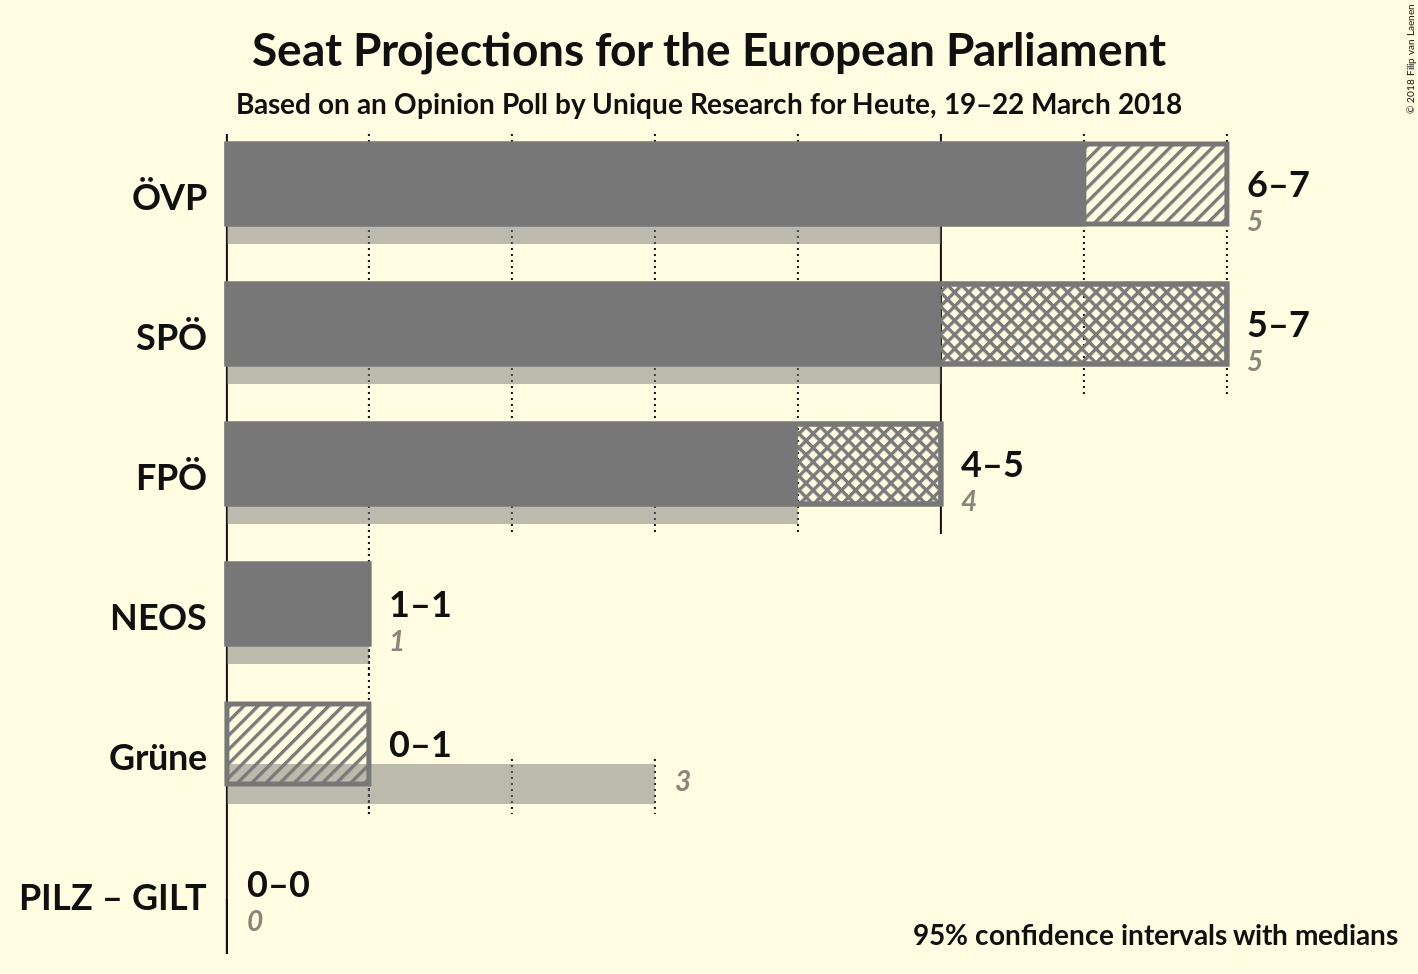 Seat Projections for the European Parliament
Based on an Opinion Poll by Unique Research for Heute, 19–22 March 2018
© 2018 Filip van Laenen
ÖVP
6–7
5
SPÖ
5–7
5
FPÖ
4–5
4
NEOS
1–1
1
Grüne
0–1
3
PILZ – GILT
0–0
0
95% confidence intervals with medians